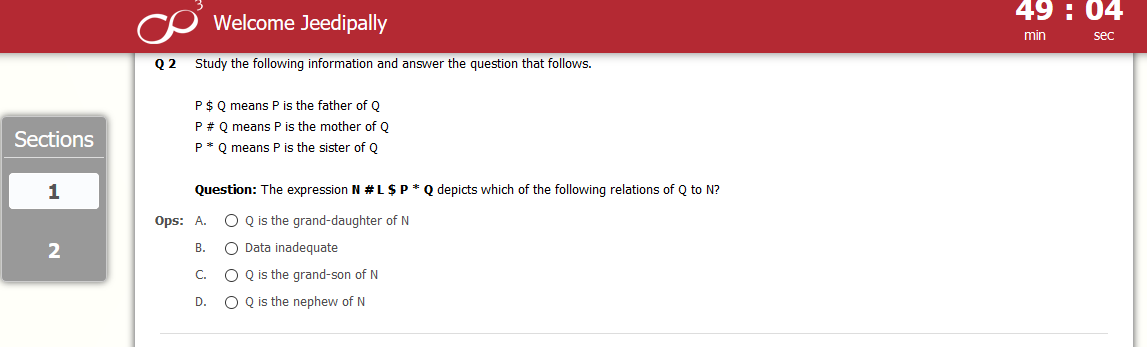 3
Welcome Jeedipally
49 : 04
min sec
Q 2 Study the following information and answer the question that follows.
P $ Q means P is the father of Q
P # Q means P is the mother of Q
P * Q means P is the sister of Q
Sections
1
2
Question: The expression N # L $ P * Q depicts which of the following relations of Q to N?
Ops: A. Q is the grand-daughter of N
B. Data inadequate
C. Q is the grand-son of N
D. Q is the nephew of N